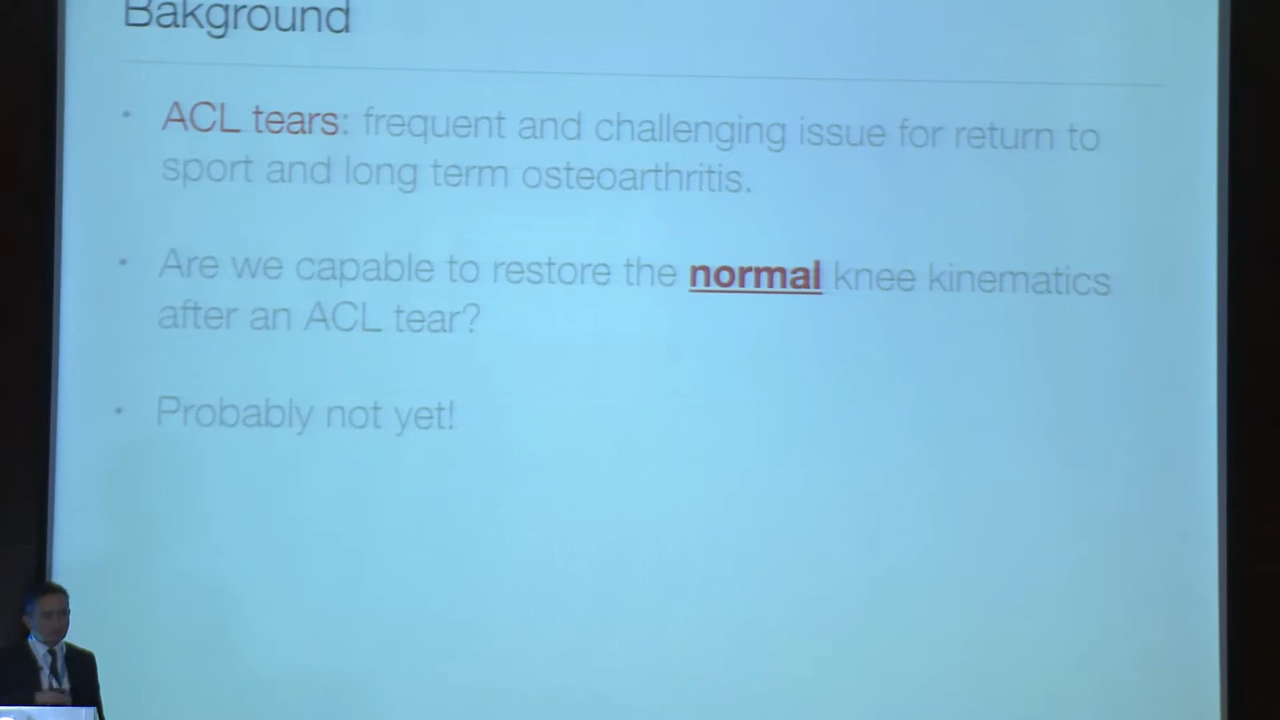 Bakground
• ACL tears: frequent and challenging issue for return to
sport and long term osteoarthritis.
• Are we capable to restore the normal knee kinematics
after an ACL tear?
• Probably not yet!